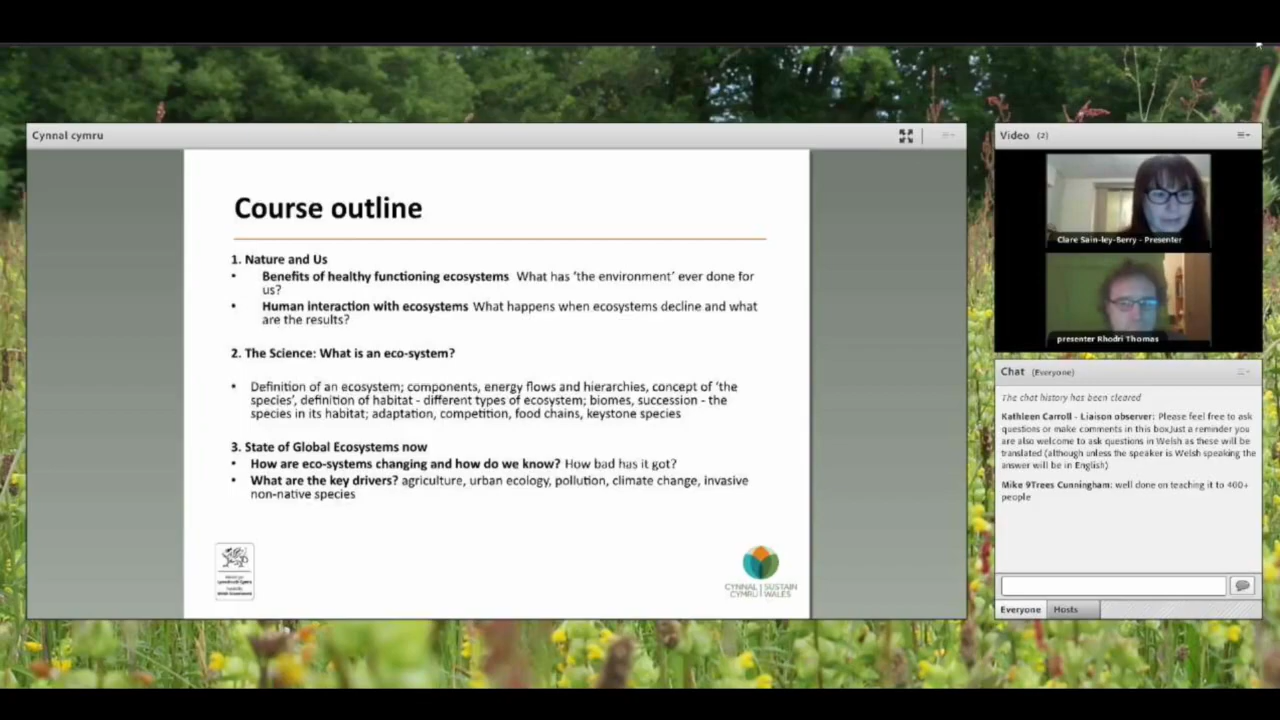 Cynnal cymru
Course outline
1. Nature and Us
• Benefits of healthy functioning ecosystems What has ‘the environment’ ever done for
us?
• Human interaction with ecosystems What happens when ecosystems decline and what
are the results?
2. The Science: What is an eco-system?
• Definition of an ecosystem; components, energy flows and hierarchies, concept of ‘the
species’, definition of habitat - different types of ecosystem; biomes, succession - the
species in its habitat; adaptation, competition, food chains, keystone species
3. State of Global Ecosystems now
• How are eco-systems changing and how do we know? How bad has it got?
• What are the key drivers? agriculture, urban ecology, pollution, climate change, invasive
non-native species
CYNNAL | SUSTAIN
CYMRU | WALES
Video (2)
Clare Sain-ley-Berry - Presenter
presenter Rhodri Thomas
Chat (Everyone)
The chat history has been cleared
Kathleen Carroll - Liaison observer: Please feel free to ask
questions or make comments in this boxJust a reminder you
are also welcome to ask questions in Welsh as these will be
translated (although unless the speaker is Welsh speaking the
answer will be in English)
Mike 9Trees Cunningham: well done on teaching it to 400+
people
Everyone Hosts